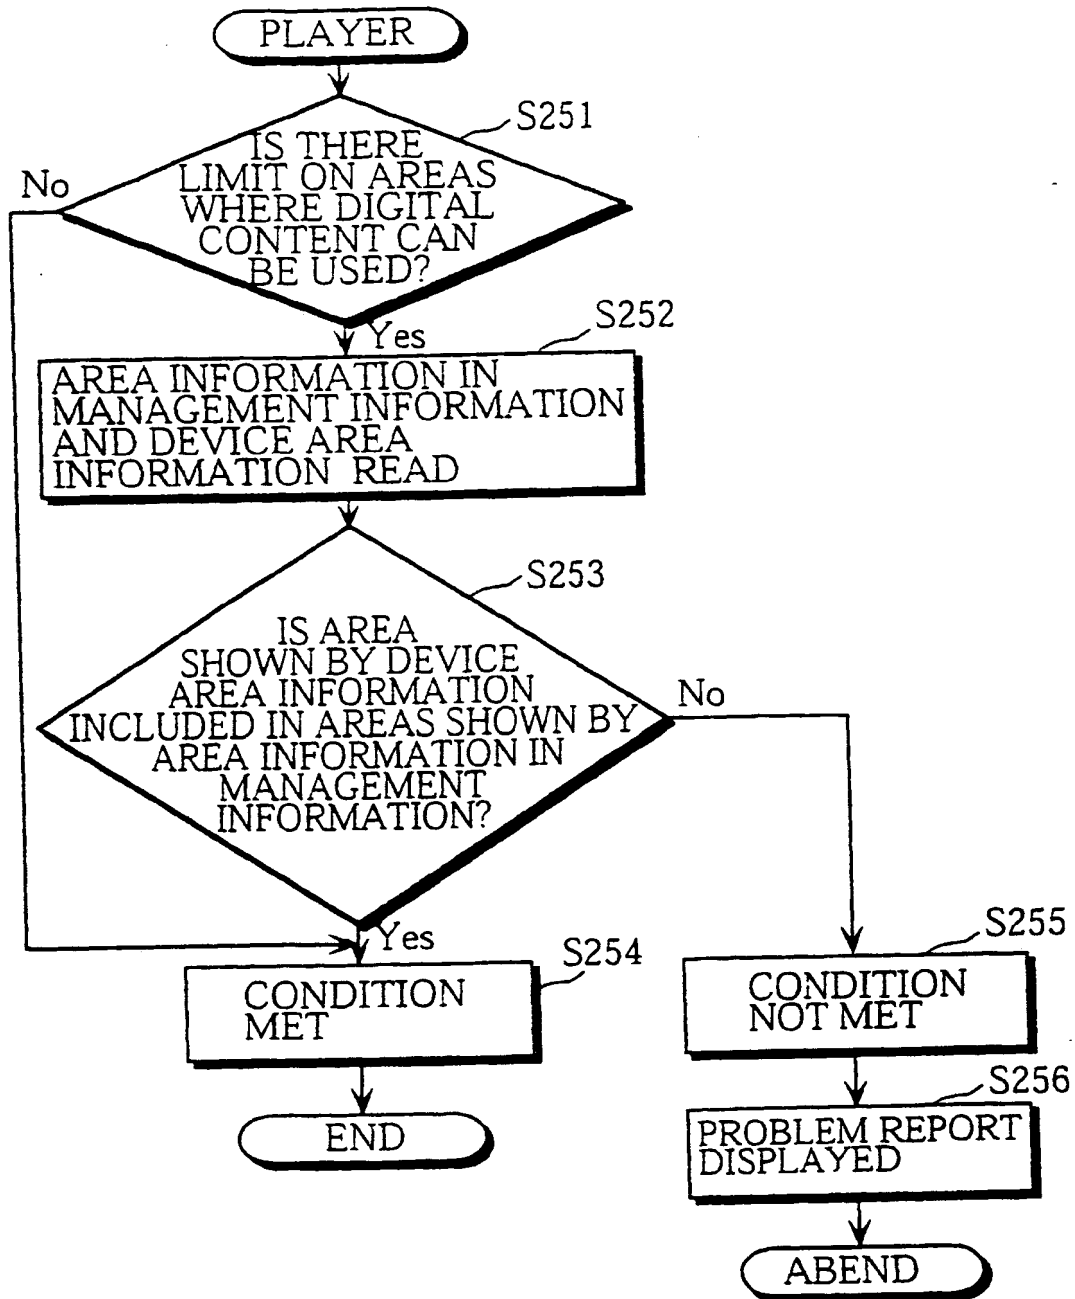 PLAYER
S251
IS THERE
LIMIT ON AREAS
WHERE DIGITAL
CONTENT CAN
BE USED?
No
Yes
S252
AREA INFORMATION IN
MANAGEMENT INFORMATION
AND DEVICE AREA
INFORMATION READ
S253
IS AREA
SHOWN BY DEVICE
AREA INFORMATION
INCLUDED IN AREAS SHOWN BY
AREA INFORMATION IN
MANAGEMENT
INFORMATION?
No
Yes
S254
CONDITION
MET
END
S255
CONDITION
NOT MET
S256
PROBLEM REPORT
DISPLAYED
ABEND